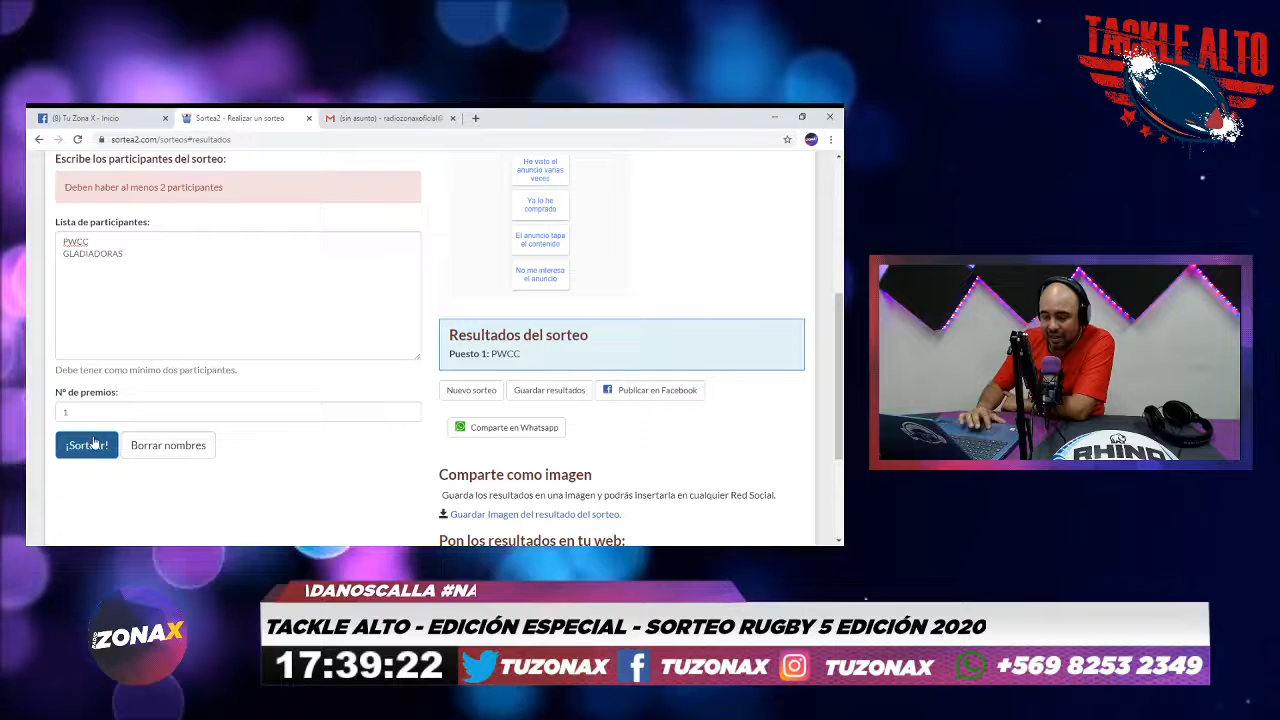 TACKLE ALTO
(8) Tu Zona X - Inicio
Sortea2 - Realizar un sorteo
(sin asunto) - radiozonaxoficial@
sortea2.com/sorteos#resultados
Escribe los participantes del sorteo:
Deben haber al menos 2 participantes
Lista de participantes:
PWCC
GLADIADORAS
Debe tener como mínimo dos participantes.
Nº de premios:
1
¡Sortear!
Borrar nombres
He visto el
anuncio varias
veces
Ya lo he
comprado
El anuncio tapa
el contenido
No me interesa
el anuncio
Resultados del sorteo
Puesto 1: PWCC
Nuevo sorteo
Guardar resultados
Publicar en Facebook
Comparte en Whatsapp
Comparte como imagen
Guarda los resultados en una imagen y podrás insertarla en cualquier Red Social.
Guardar Imagen del resultado del sorteo.
Pon los resultados en tu web:
RHINO
DANOSCALLA #NA
ZONAX
TACKLE ALTO - EDICIÓN ESPECIAL - SORTEO RUGBY 5 EDICIÓN 2020
17:39:22
TUZONAX
TUZONAX
TUZONAX
+569 8253 2349